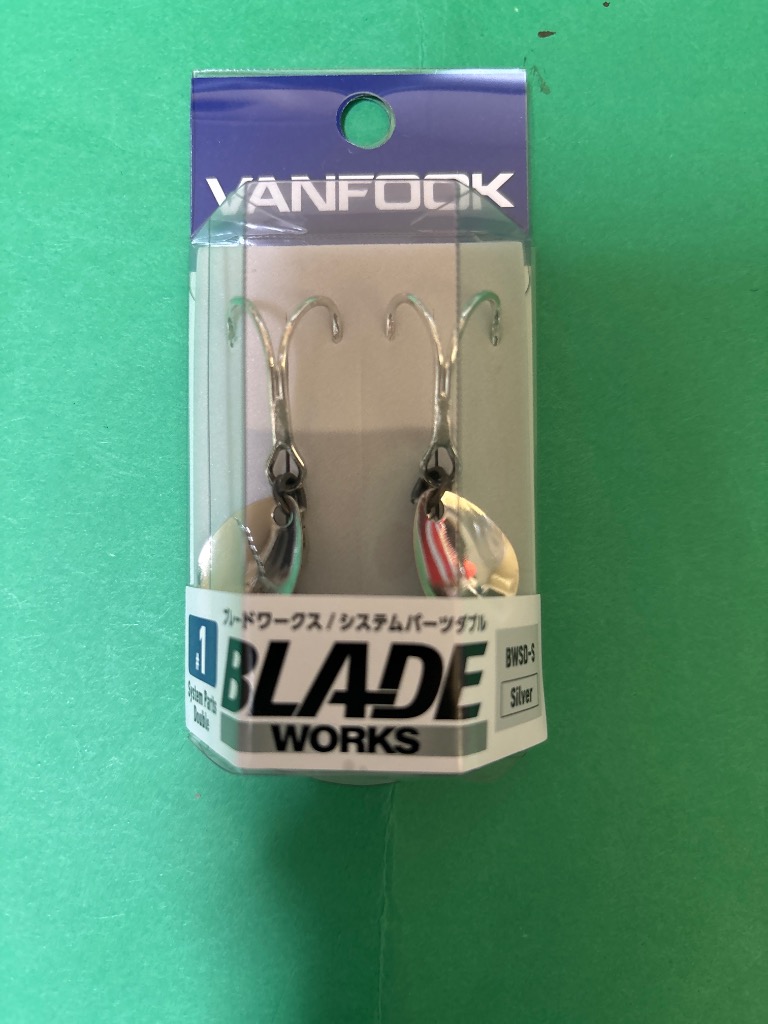 VANFOOK
ブレードワークス/システムパーツダブル
#1
System Parts
Double
BLADE
WORKS
BWSD-S
Silver